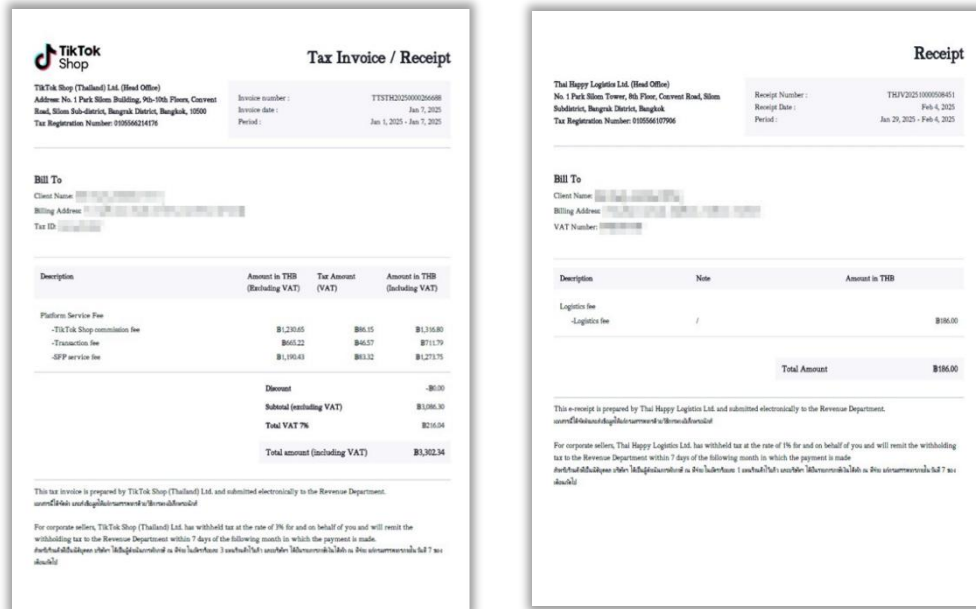 TikTok
Shop
Tax Invoice / Receipt
TikTok Shop (Thailand) Ltd. (Head Office)
Address: No. 1 Park Silom Building, 9th-10th Floors, Convent
Road, Silom Sub-district, Bangrak District, Bangkok, 10500
Tax Registration Number: 0105566214176
Invoice number : TTSTH20250000266688
Invoice date : Jan 7, 2025
Period : Jan 1, 2025 - Jan 7, 2025
Bill To
Client Name:
Billing Address:
Tax ID:
Description Amount in THB Tax Amount Amount in THB
(Excluding VAT) (VAT) (Including VAT)
Platform Service Fee
-TikTok Shop commission fee ฿1,230.65 ฿86.15 ฿1,316.80
-Transaction fee ฿665.22 ฿46.57 ฿711.79
-SFP service fee ฿1,190.43 ฿83.32 ฿1,273.75
Discount -฿0.00
Subtotal (excluding VAT) ฿3,086.30
Total VAT 7% ฿216.04
Total amount (including VAT) ฿3,302.34
This tax invoice is prepared by TikTok Shop (Thailand) Ltd. and submitted electronically to the Revenue Department.
For corporate sellers, TikTok Shop (Thailand) Ltd. has withheld tax at the rate of 3% for and on behalf of you and will remit the
withholding tax to the Revenue Department within 7 days of the following month in which the payment is made.
Receipt
Thai Happy Logistics Ltd. (Head Office)
No. 1 Park Silom Tower, 8th Floor, Convent Road, Silom
Subdistrict, Bangrak District, Bangkok
Tax Registration Number: 0105566107906
Receipt Number : THJV202510000508451
Receipt Date : Feb 4, 2025
Period : Jan 29, 2025 - Feb 4, 2025
Bill To
Client Name:
Billing Address:
VAT Number:
Description Note Amount in THB
Logistics fee
-Logistics fee / ฿186.00
Total Amount ฿186.00
This e-receipt is prepared by Thai Happy Logistics Ltd. and submitted electronically to the Revenue Department.
For corporate sellers, Thai Happy Logistics Ltd. has withheld tax at the rate of 1% for and on behalf of you and will remit the withholding
tax to the Revenue Department within 7 days of the following month in which the payment is made